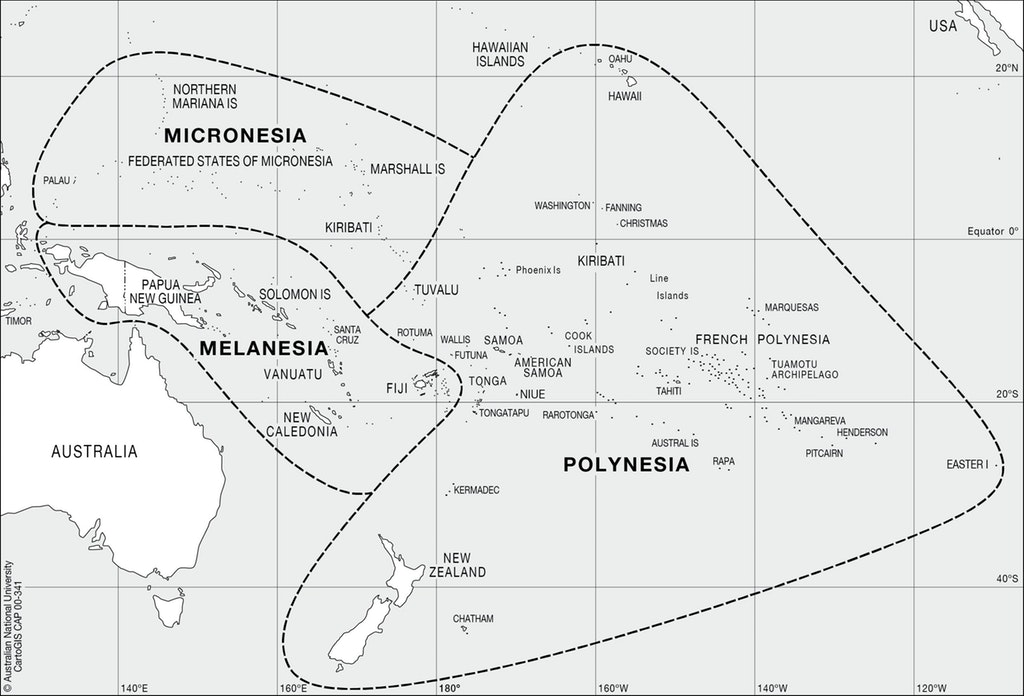 USA
HAWAIIAN
ISLANDS
OAHU
20°N
HAWAII
NORTHERN
MARIANA IS
MICRONESIA
FEDERATED STATES OF MICRONESIA
MARSHALL IS
PALAU
WASHINGTON
FANNING
CHRISTMAS
KIRIBATI
Equator 0°
KIRIBATI
Phoenix Is
Line
Islands
PAPUA
NEW GUINEA
SOLOMON IS
TUVALU
MARQUESAS
TIMOR
SANTA
CRUZ
ROTUMA
WALLIS
FUTUNA
SAMOA
COOK
ISLANDS
FRENCH POLYNESIA
MELANESIA
VANUATU
AMERICAN
SAMOA
SOCIETY IS
TUAMOTU
ARCHIPELAGO
FIJI
TONGA
NIUE
TAHITI
20°S
NEW
CALEDONIA
TONGATAPU
RAROTONGA
MANGAREVA
HENDERSON
AUSTRAL IS
PITCAIRN
AUSTRALIA
POLYNESIA
RAPA
EASTER I
KERMADEC
NEW
ZEALAND
40°S
CHATHAM
© Australian National University
CartoGIS CAP 00-341
140°E
160°E
180°
160°W
140°W
120°W